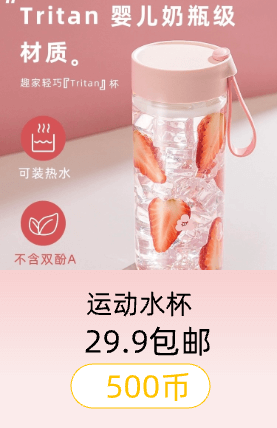 Tritan 婴儿奶瓶级
材质。
趣家轻巧『Tritan』杯
可装热水
不含双酚A
运动水杯
29.9包邮
500币